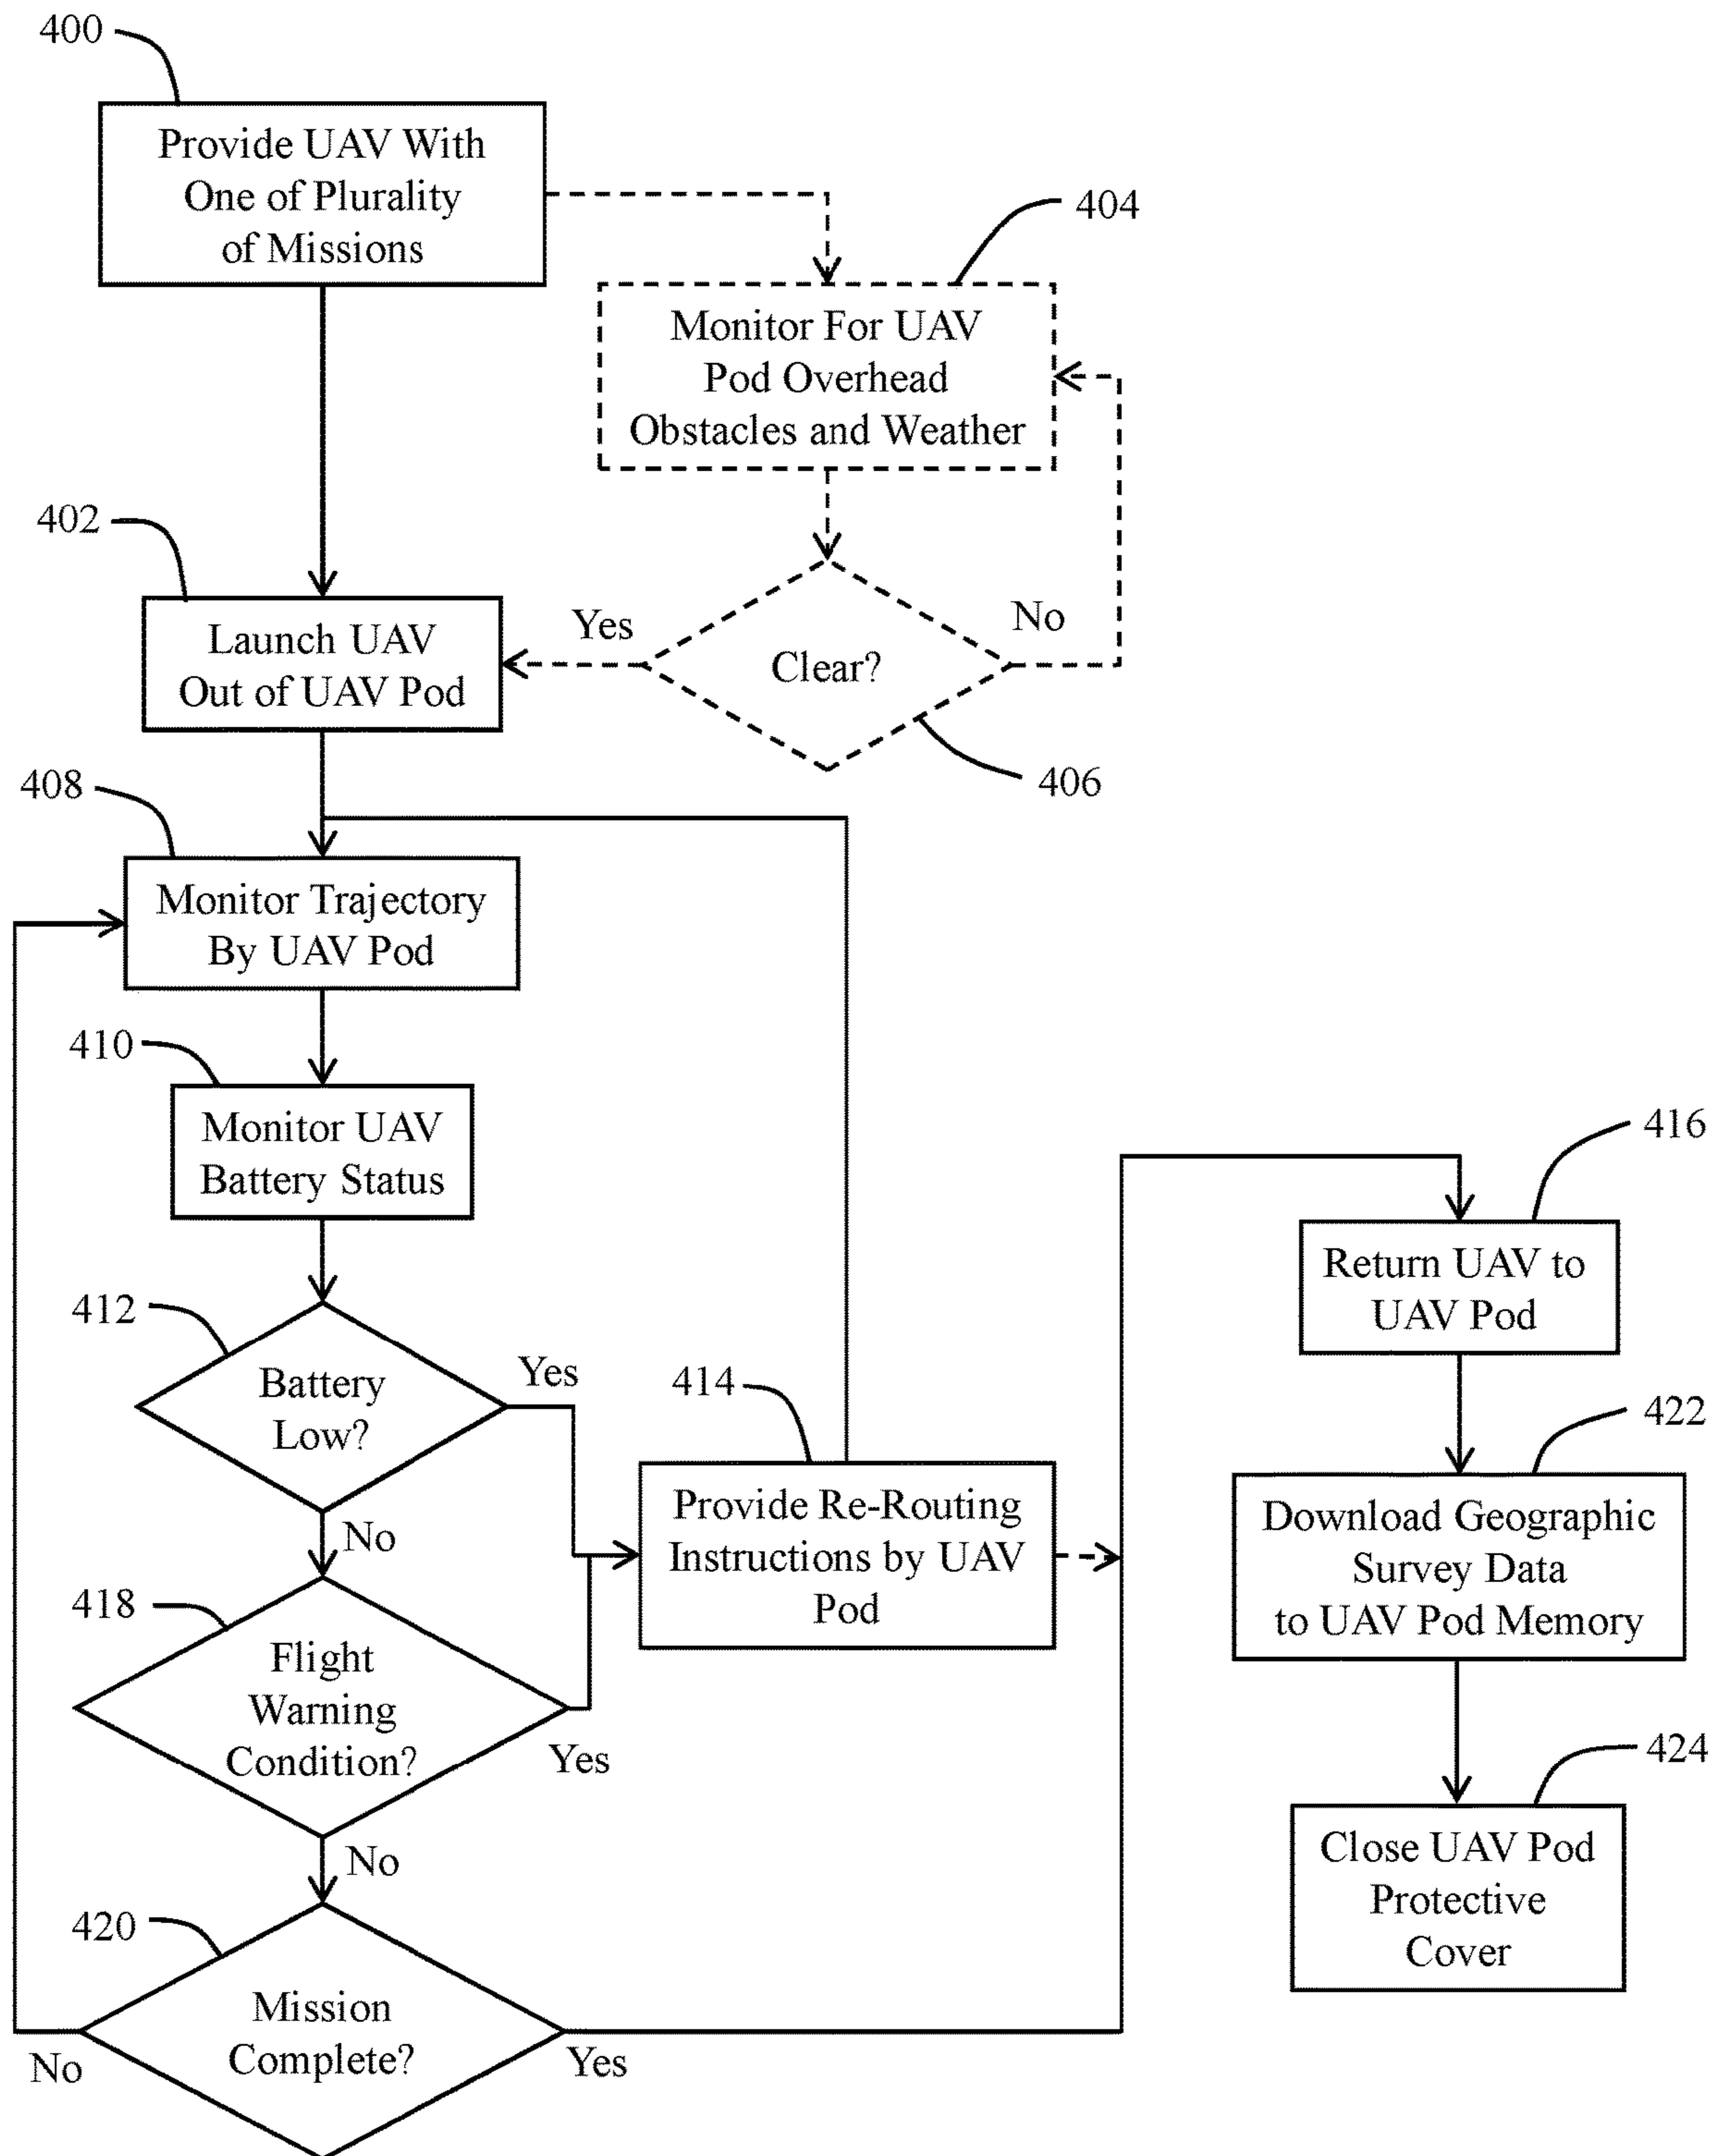 400
Provide UAV With
One of Plurality
of Missions
404
Monitor For UAV
Pod Overhead
Obstacles and Weather
402
Launch UAV
Out of UAV Pod
Yes
Clear?
No
406
408
Monitor Trajectory
By UAV Pod
410
Monitor UAV
Battery Status
412
Battery
Low?
Yes
No
414
Provide Re-Routing
Instructions by UAV
Pod
418
Flight
Warning
Condition?
Yes
No
420
Mission
Complete?
No
Yes
416
Return UAV to
UAV Pod
422
Download Geographic
Survey Data
to UAV Pod Memory
424
Close UAV Pod
Protective
Cover